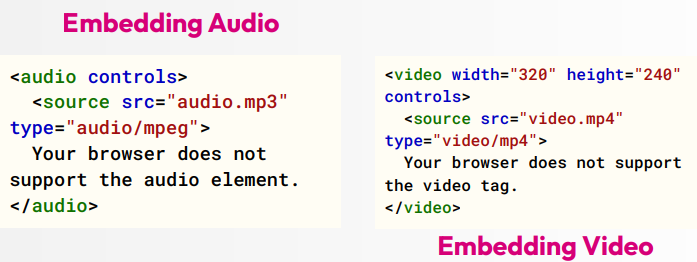 Embedding Audio
<audio controls>
  <source src="audio.mp3"
type="audio/mpeg">
  Your browser does not
support the audio element.
</audio>
<video width="320" height="240"
controls>
  <source src="video.mp4"
type="video/mp4">
  Your browser does not support
the video tag.
</video>
Embedding Video